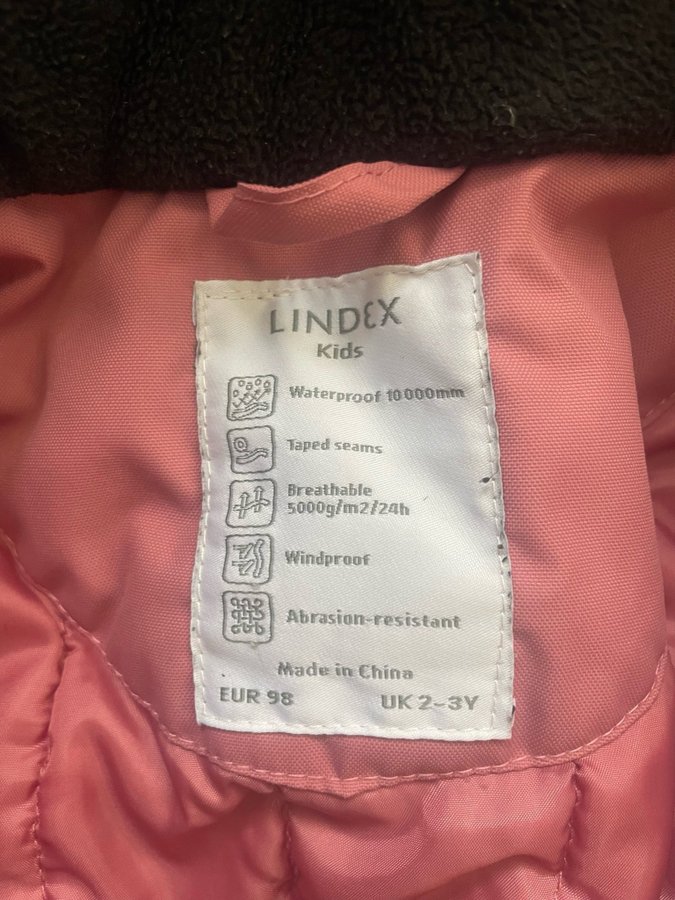 LINDEX
Kids
Waterproof 10 000mm
Taped seams
Breathable
5000g/m2/24h
Windproof
Abrasion-resistant
Made in China
EUR 98 UK 2-3Y